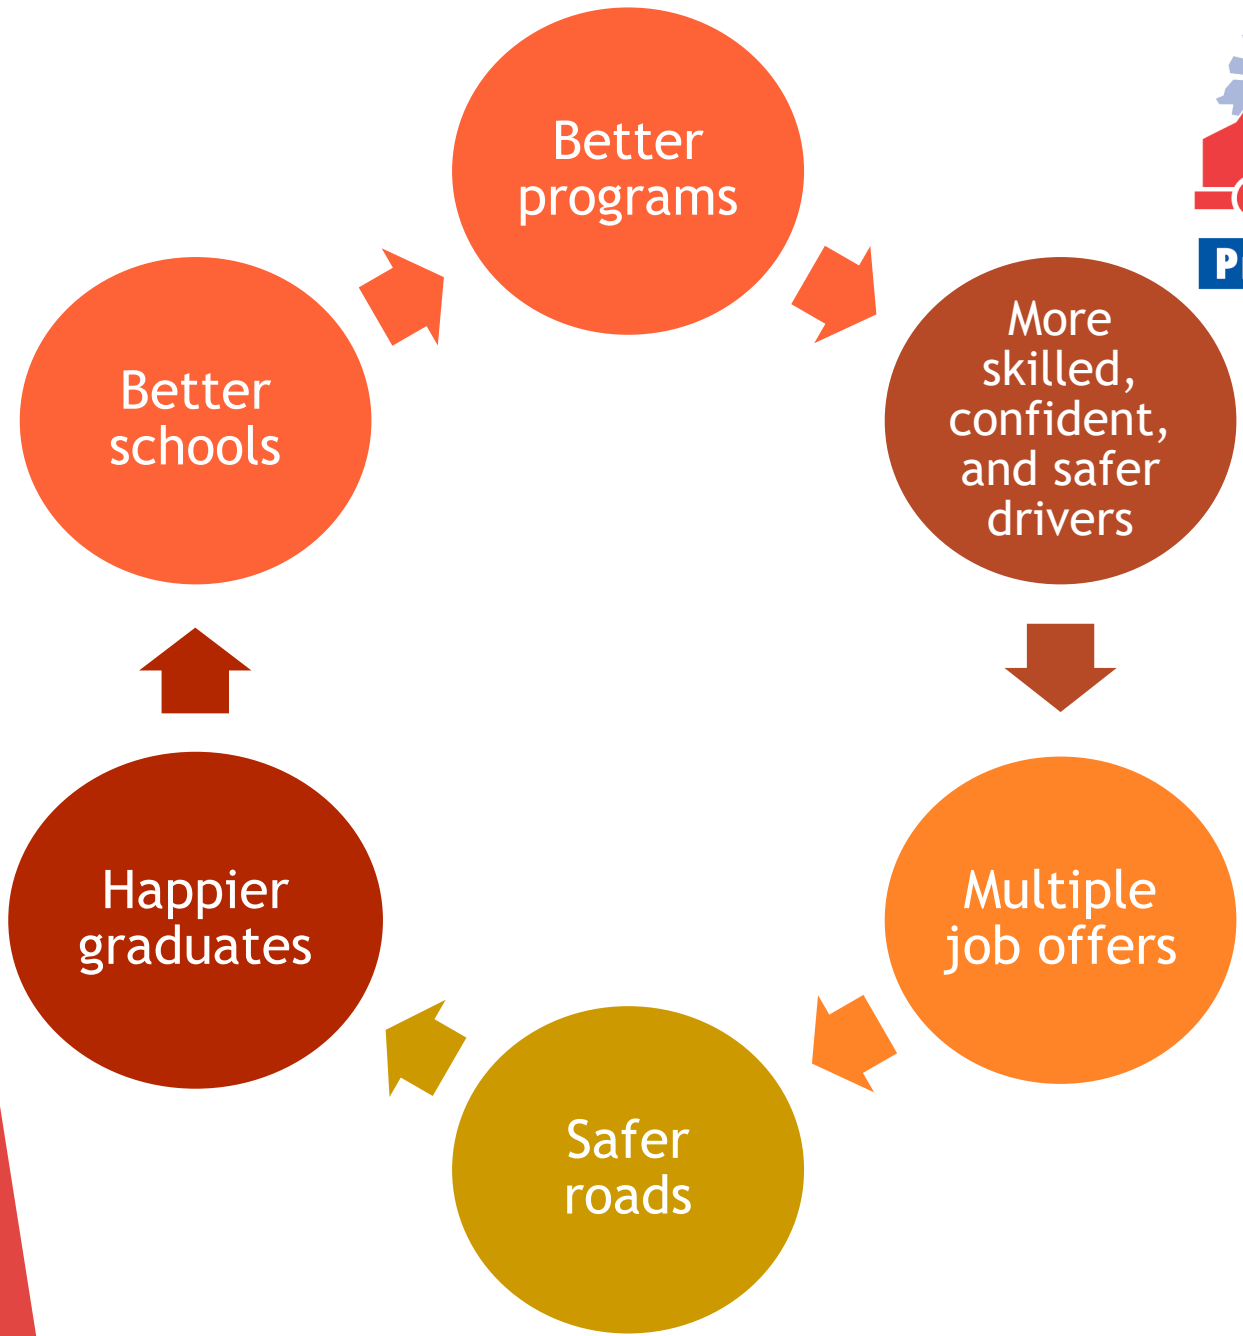 Better
programs
More
skilled,
confident,
and safer
drivers
Multiple
job offers
Safer
roads
Happier
graduates
Better
schools